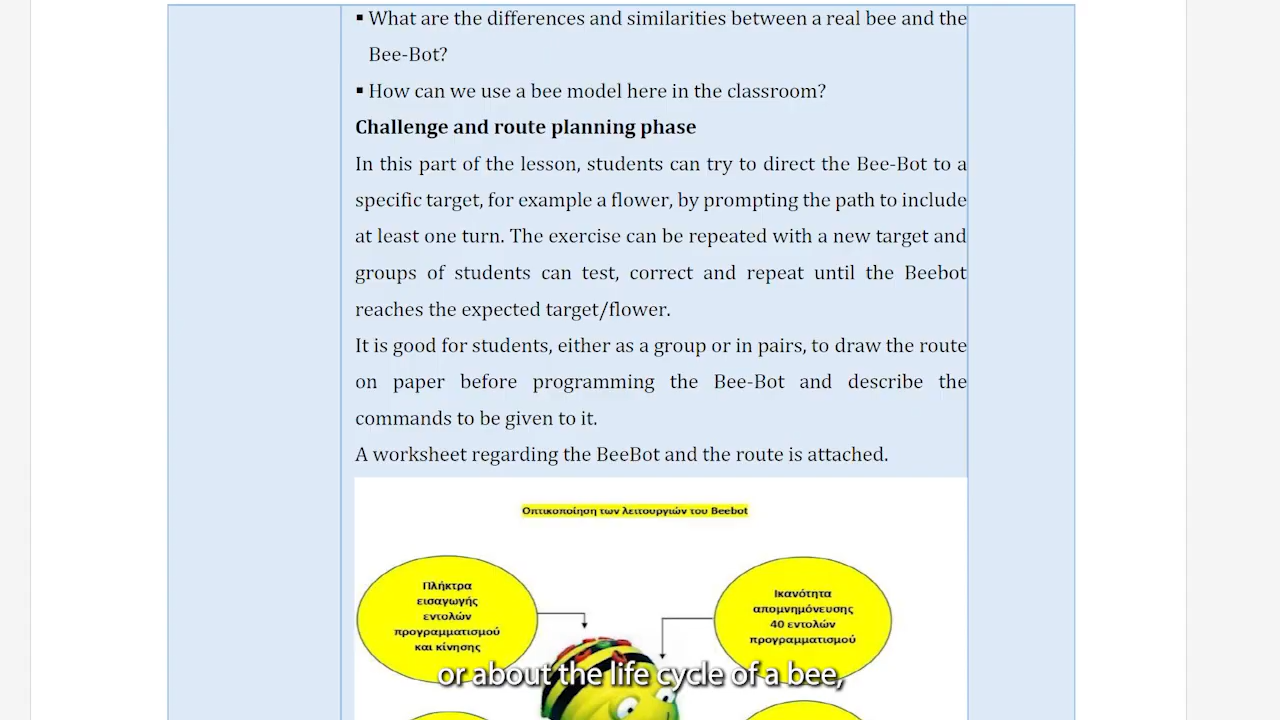 ▪ What are the differences and similarities between a real bee and the
Bee-Bot?
▪ How can we use a bee model here in the classroom?
Challenge and route planning phase
In this part of the lesson, students can try to direct the Bee-Bot to a
specific target, for example a flower, by prompting the path to include
at least one turn. The exercise can be repeated with a new target and
groups of students can test, correct and repeat until the Beebot
reaches the expected target/flower.
It is good for students, either as a group or in pairs, to draw the route
on paper before programming the Bee-Bot and describe the
commands to be given to it.
A worksheet regarding the BeeBot and the route is attached.
Οπτικοποίηση των λειτουργιών του Beebot
Πλήκτρα
εισαγωγής
εντολών
προγραμματισμού
και κίνησης
Ικανότητα
απομνημόνευσης
40 εντολών
προγραμματισμού
or about the life cycle of a bee,